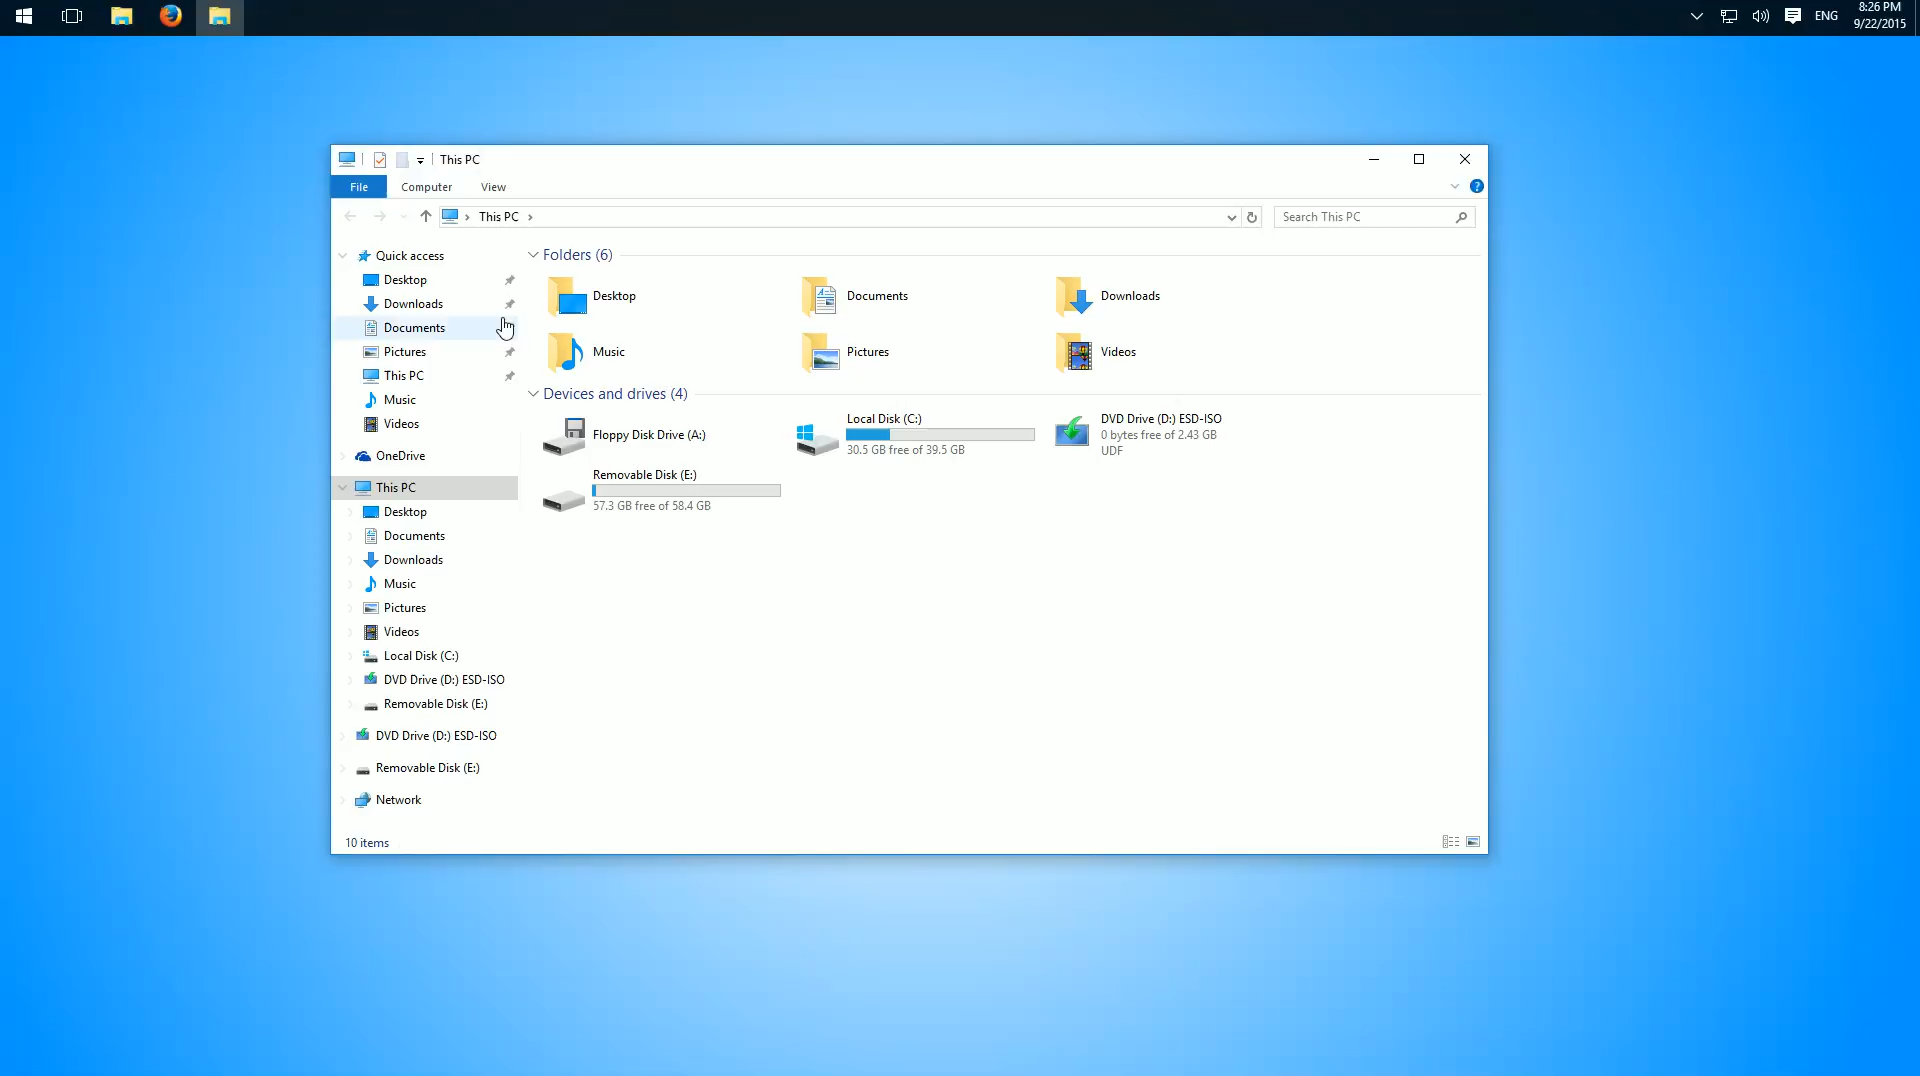 8:26 PM
ENG
9/22/2015
This PC
File Computer View
This PC
Search This PC
Quick access
Desktop
Downloads
Documents
Pictures
This PC
Music
Videos
OneDrive
This PC
Desktop
Documents
Downloads
Music
Pictures
Videos
Local Disk (C:)
DVD Drive (D:) ESD-ISO
Removable Disk (E:)
DVD Drive (D:) ESD-ISO
Removable Disk (E:)
Network
Folders (6)
Desktop
Documents
Downloads
Music
Pictures
Videos
Devices and drives (4)
Floppy Disk Drive (A:)
Local Disk (C:)
30.5 GB free of 39.5 GB
DVD Drive (D:) ESD-ISO
0 bytes free of 2.43 GB
UDF
Removable Disk (E:)
57.3 GB free of 58.4 GB
10 items